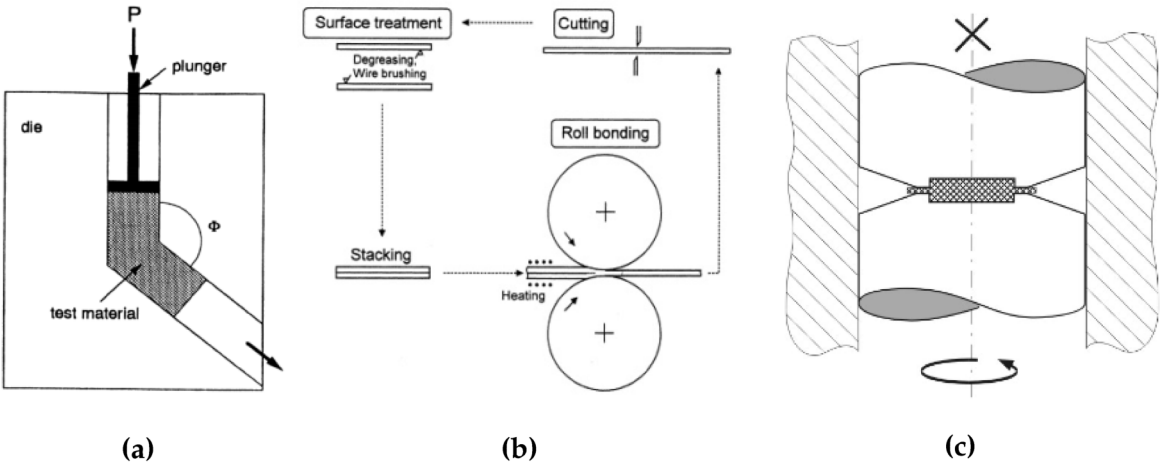 P
plunger
die
Φ
test material
(a)
Surface treatment
Degreasing,
Wire brushing
Cutting
Roll bonding
Stacking
Heating
(b)
(c)